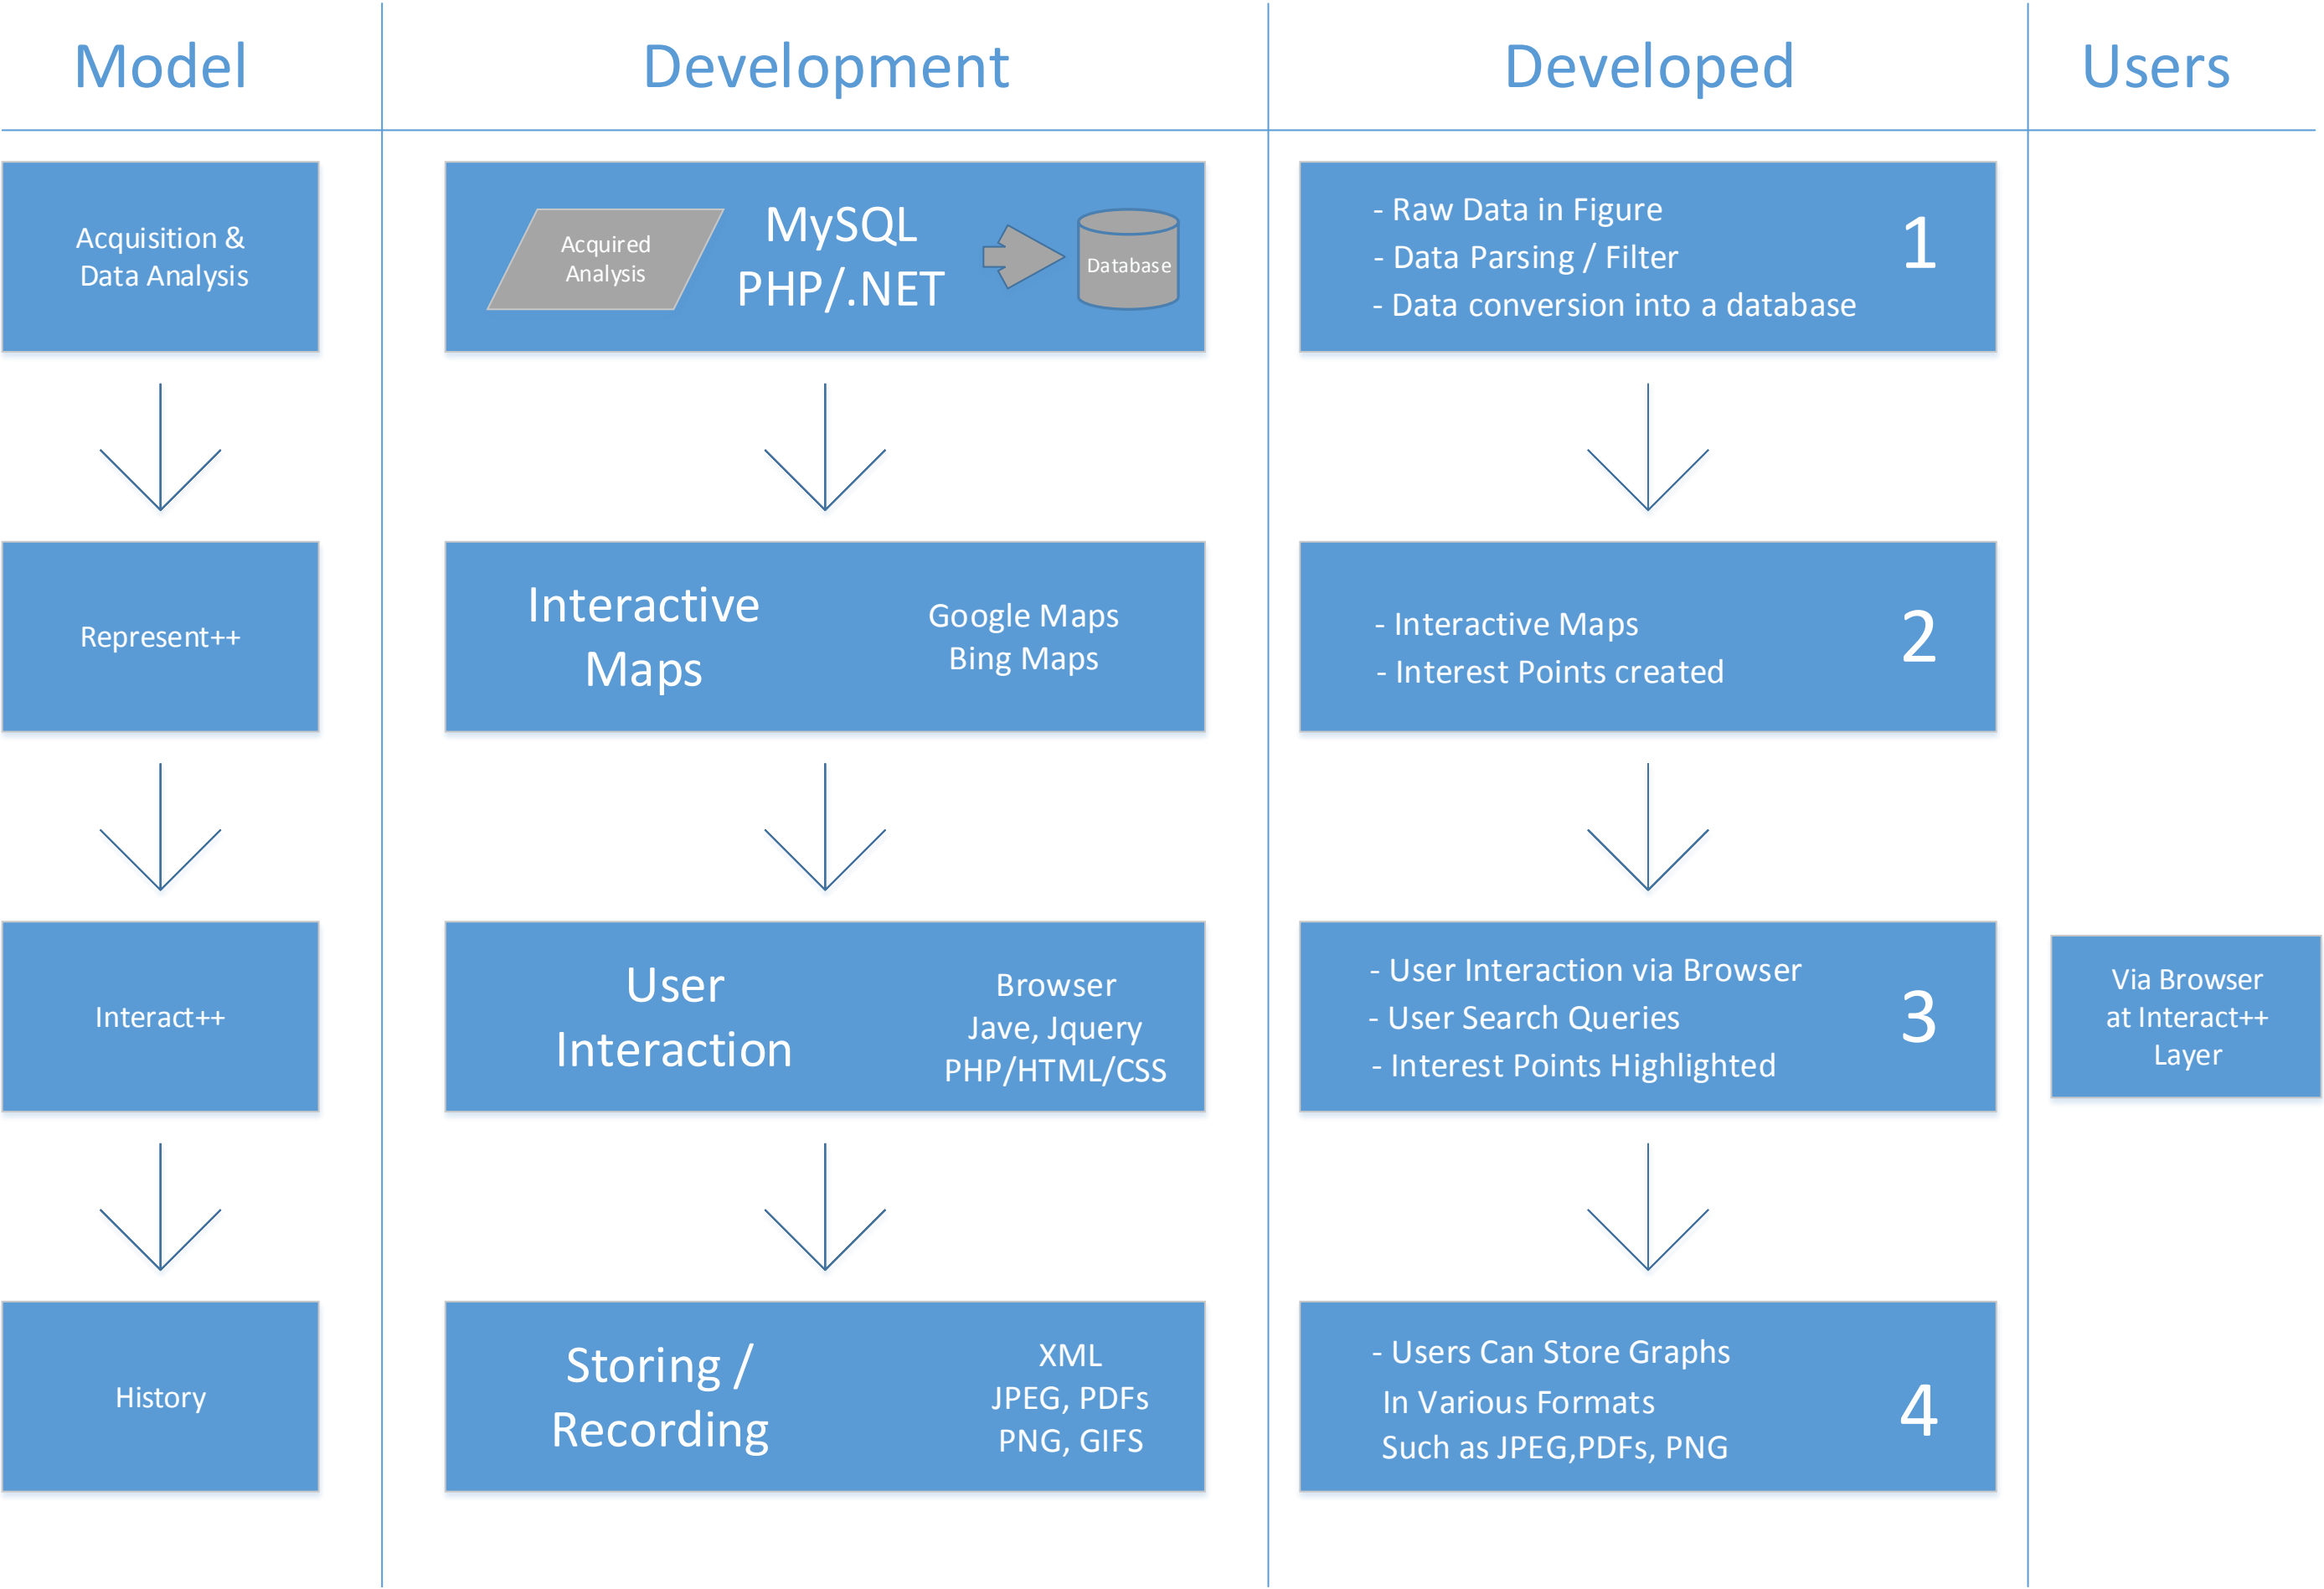 Model
Development
Developed
Users
Acquisition &
Data Analysis
Acquired
Analysis
MySQL
PHP/.NET
Database
- Raw Data in Figure
- Data Parsing / Filter
- Data conversion into a database
1
Represent++
Interactive
Maps
Google Maps
Bing Maps
- Interactive Maps
- Interest Points created
2
Interact++
User
Interaction
Browser
Jave, Jquery
PHP/HTML/CSS
- User Interaction via Browser
- User Search Queries
- Interest Points Highlighted
3
Via Browser
at Interact++
Layer
History
Storing /
Recording
XML
JPEG, PDFs
PNG, GIFS
- Users Can Store Graphs
In Various Formats
Such as JPEG,PDFs, PNG
4